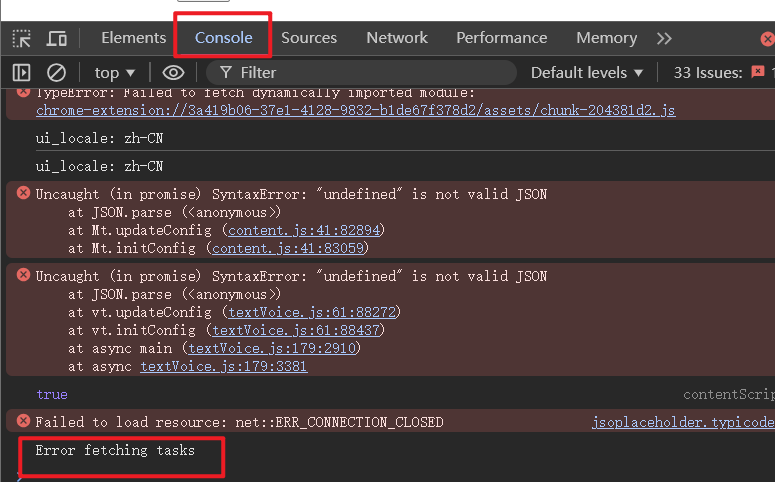 Elements Console Sources Network Performance Memory
top Filter Default levels 33 Issues: 1
TypeError: Failed to fetch dynamically imported module:
chrome-extension://3a419b06-37e1-4128-9832-b1de67f378d2/assets/chunk-204381d2.js
ui_locale: zh-CN
ui_locale: zh-CN
Uncaught (in promise) SyntaxError: "undefined" is not valid JSON
at JSON.parse (<anonymous>)
at Mt.updateConfig (content.js:41:82894)
at Mt.initConfig (content.js:41:83059)
Uncaught (in promise) SyntaxError: "undefined" is not valid JSON
at JSON.parse (<anonymous>)
at vt.updateConfig (textVoice.js:61:88272)
at vt.initConfig (textVoice.js:61:88437)
at async main (textVoice.js:179:2910)
at async textVoice.js:179:3381
true contentScrip
Failed to load resource: net::ERR_CONNECTION_CLOSED jsoplaceholder.typicode
Error fetching tasks